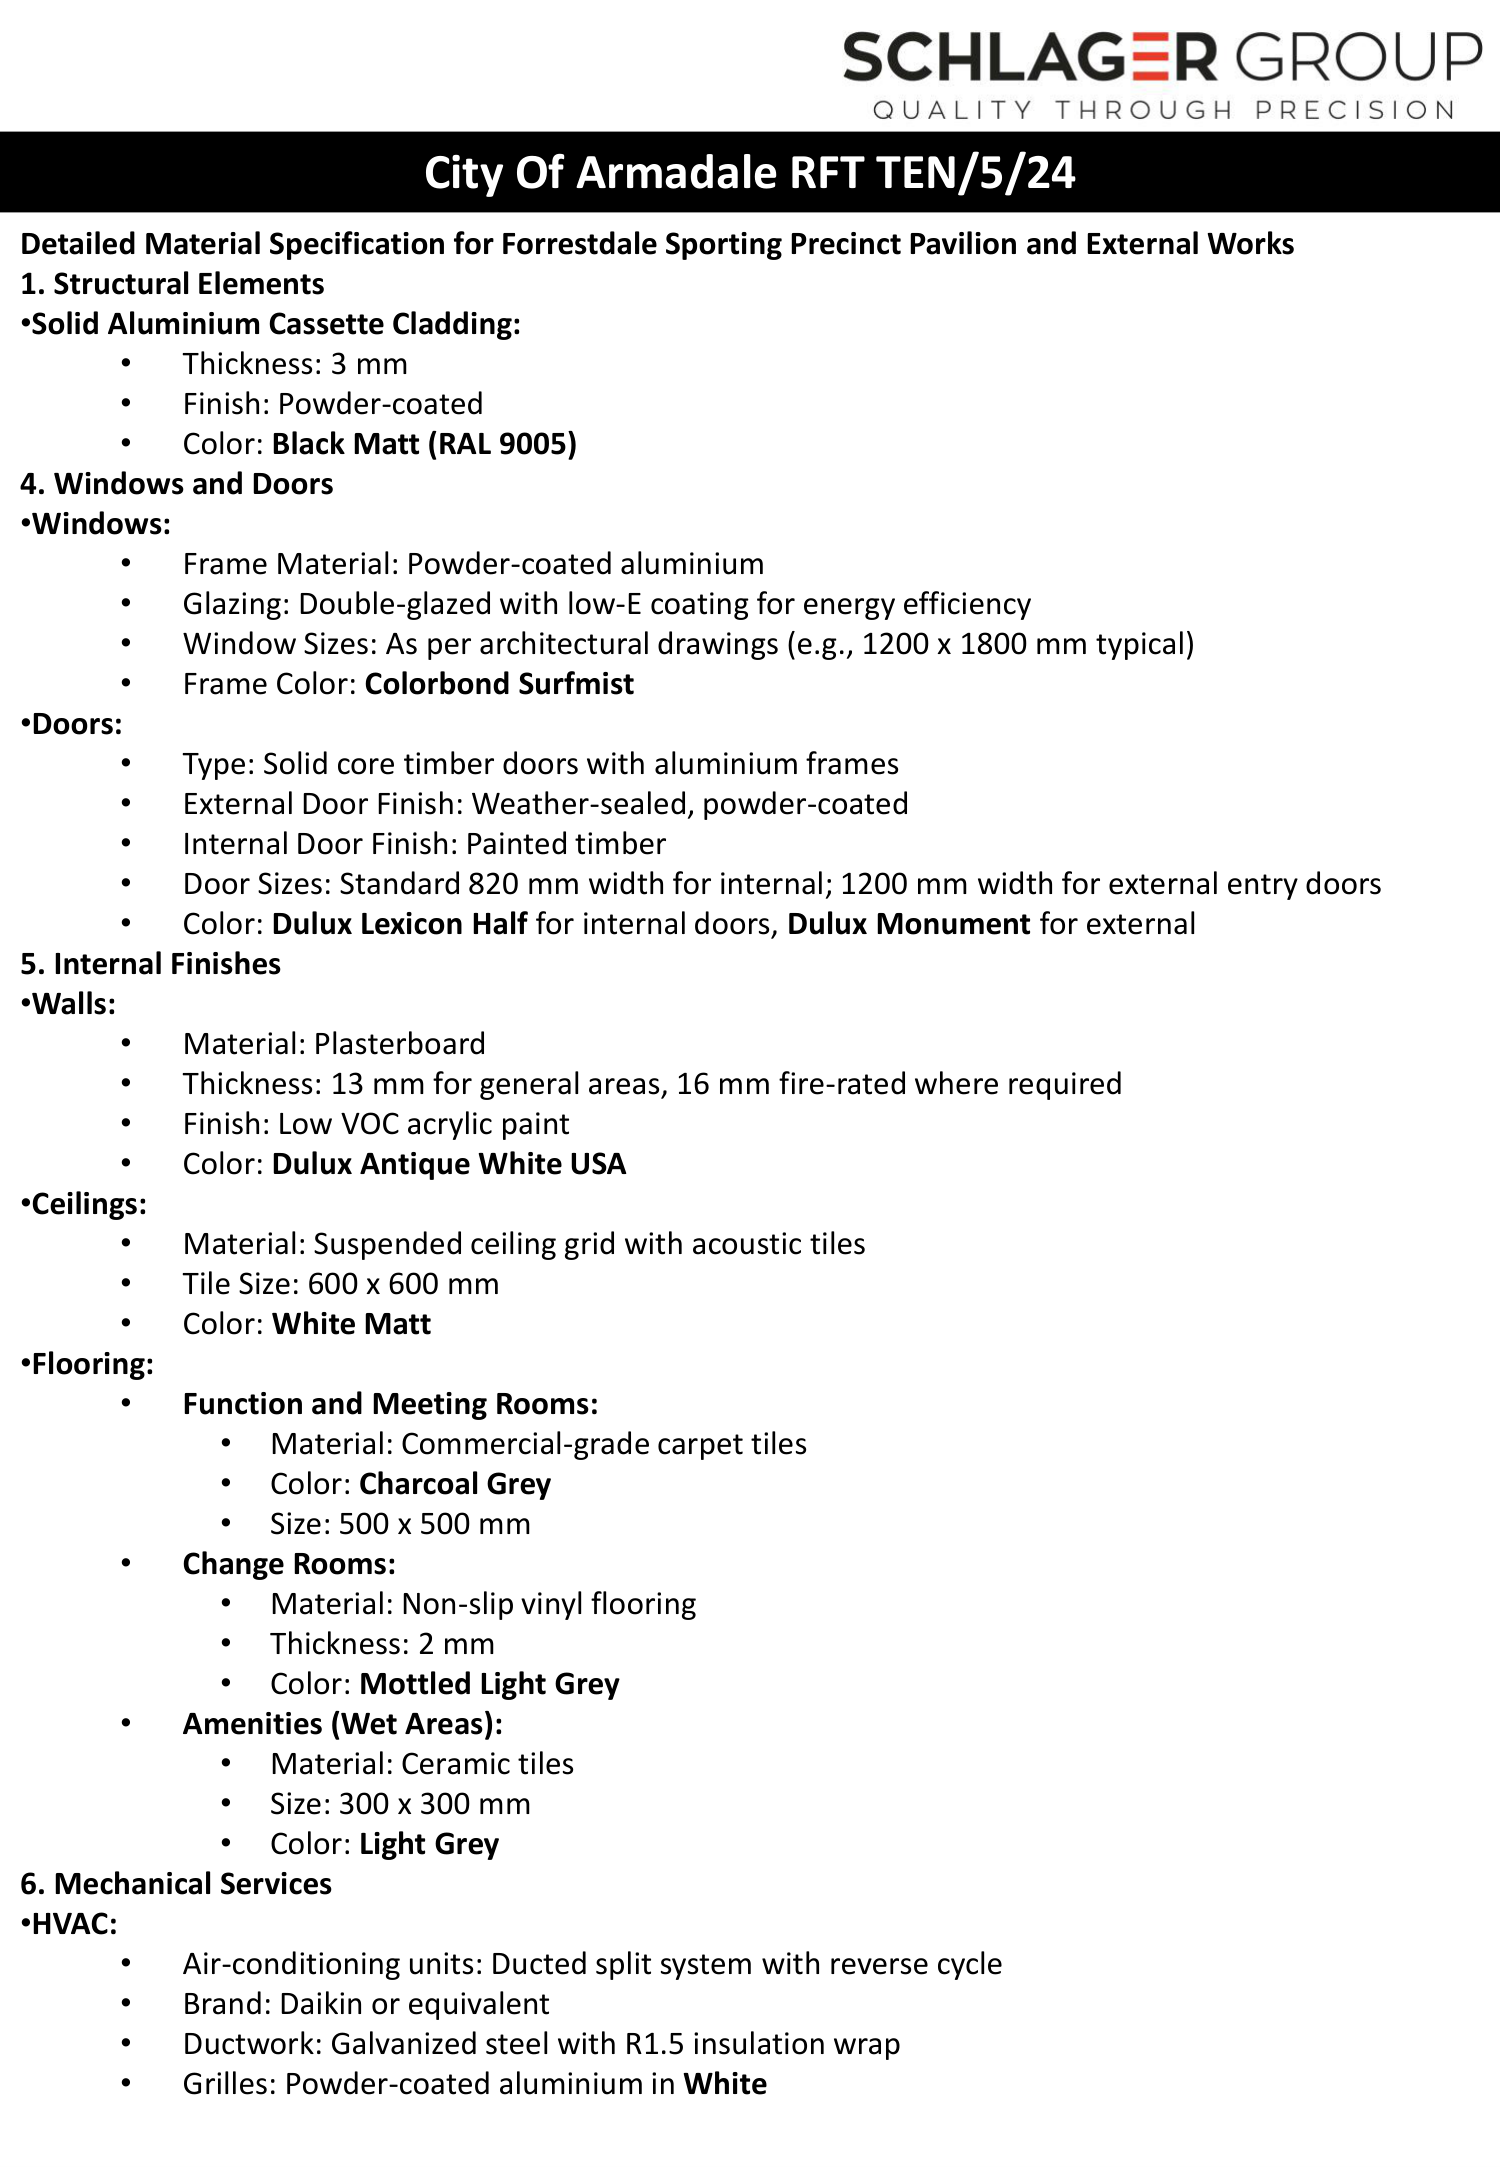 SCHLAGER GROUP
QUALITY THROUGH PRECISION
City Of Armadale RFT TEN/5/24
Detailed Material Specification for Forrestdale Sporting Precinct Pavilion and External Works
1. Structural Elements
•Solid Aluminium Cassette Cladding:
• Thickness: 3 mm
• Finish: Powder-coated
• Color: Black Matt (RAL 9005)
4. Windows and Doors
•Windows:
• Frame Material: Powder-coated aluminium
• Glazing: Double-glazed with low-E coating for energy efficiency
• Window Sizes: As per architectural drawings (e.g., 1200 x 1800 mm typical)
• Frame Color: Colorbond Surfmist
•Doors:
• Type: Solid core timber doors with aluminium frames
• External Door Finish: Weather-sealed, powder-coated
• Internal Door Finish: Painted timber
• Door Sizes: Standard 820 mm width for internal; 1200 mm width for external entry doors
• Color: Dulux Lexicon Half for internal doors, Dulux Monument for external
5. Internal Finishes
•Walls:
• Material: Plasterboard
• Thickness: 13 mm for general areas, 16 mm fire-rated where required
• Finish: Low VOC acrylic paint
• Color: Dulux Antique White USA
•Ceilings:
• Material: Suspended ceiling grid with acoustic tiles
• Tile Size: 600 x 600 mm
• Color: White Matt
•Flooring:
• Function and Meeting Rooms:
• Material: Commercial-grade carpet tiles
• Color: Charcoal Grey
• Size: 500 x 500 mm
• Change Rooms:
• Material: Non-slip vinyl flooring
• Thickness: 2 mm
• Color: Mottled Light Grey
• Amenities (Wet Areas):
• Material: Ceramic tiles
• Size: 300 x 300 mm
• Color: Light Grey
6. Mechanical Services
•HVAC:
• Air-conditioning units: Ducted split system with reverse cycle
• Brand: Daikin or equivalent
• Ductwork: Galvanized steel with R1.5 insulation wrap
• Grilles: Powder-coated aluminium in White